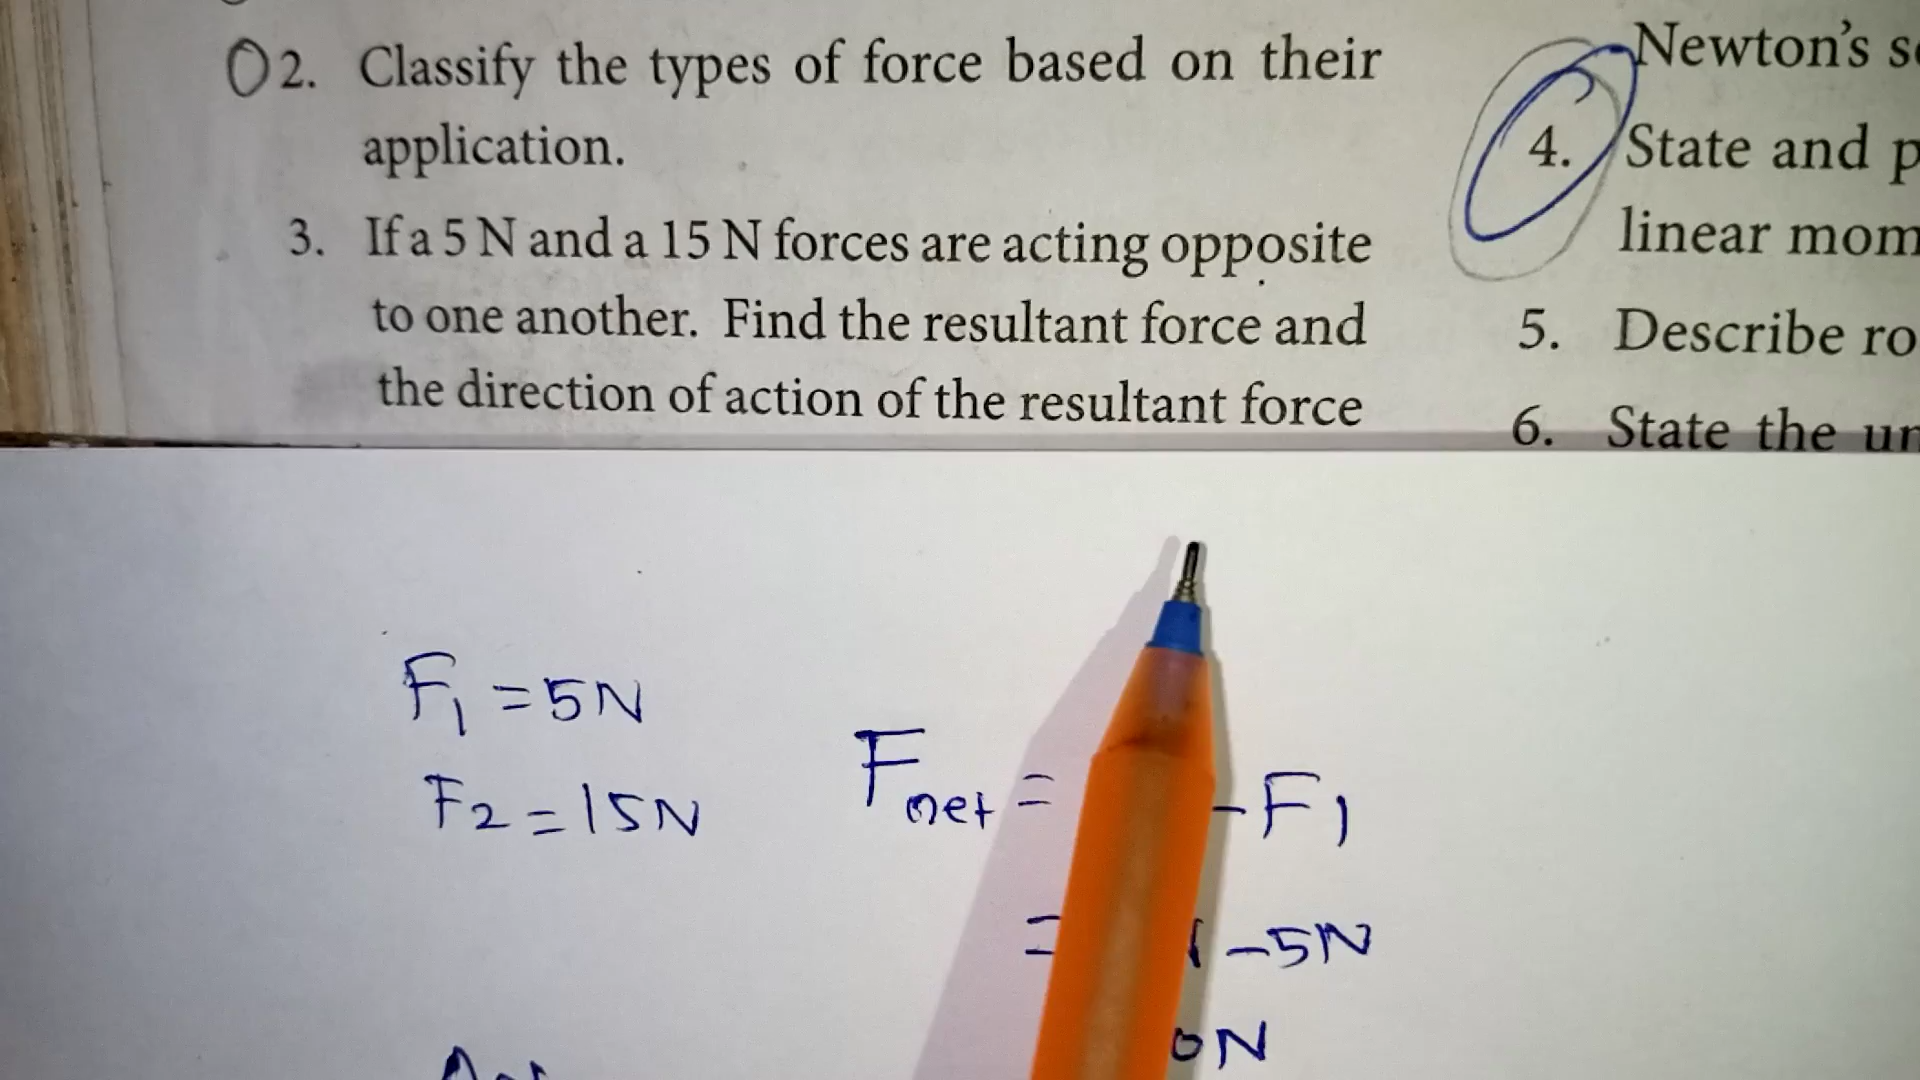 2. Classify the types of force based on their
application.
3. If a 5 N and a 15 N forces are acting opposite
to one another. Find the resultant force and
the direction of action of the resultant force
Newton's
4. State and
linear
5. Describe
6. State the
F1 = 5N
F2 = 15N
Fnet = - F1
= - 5N
0N